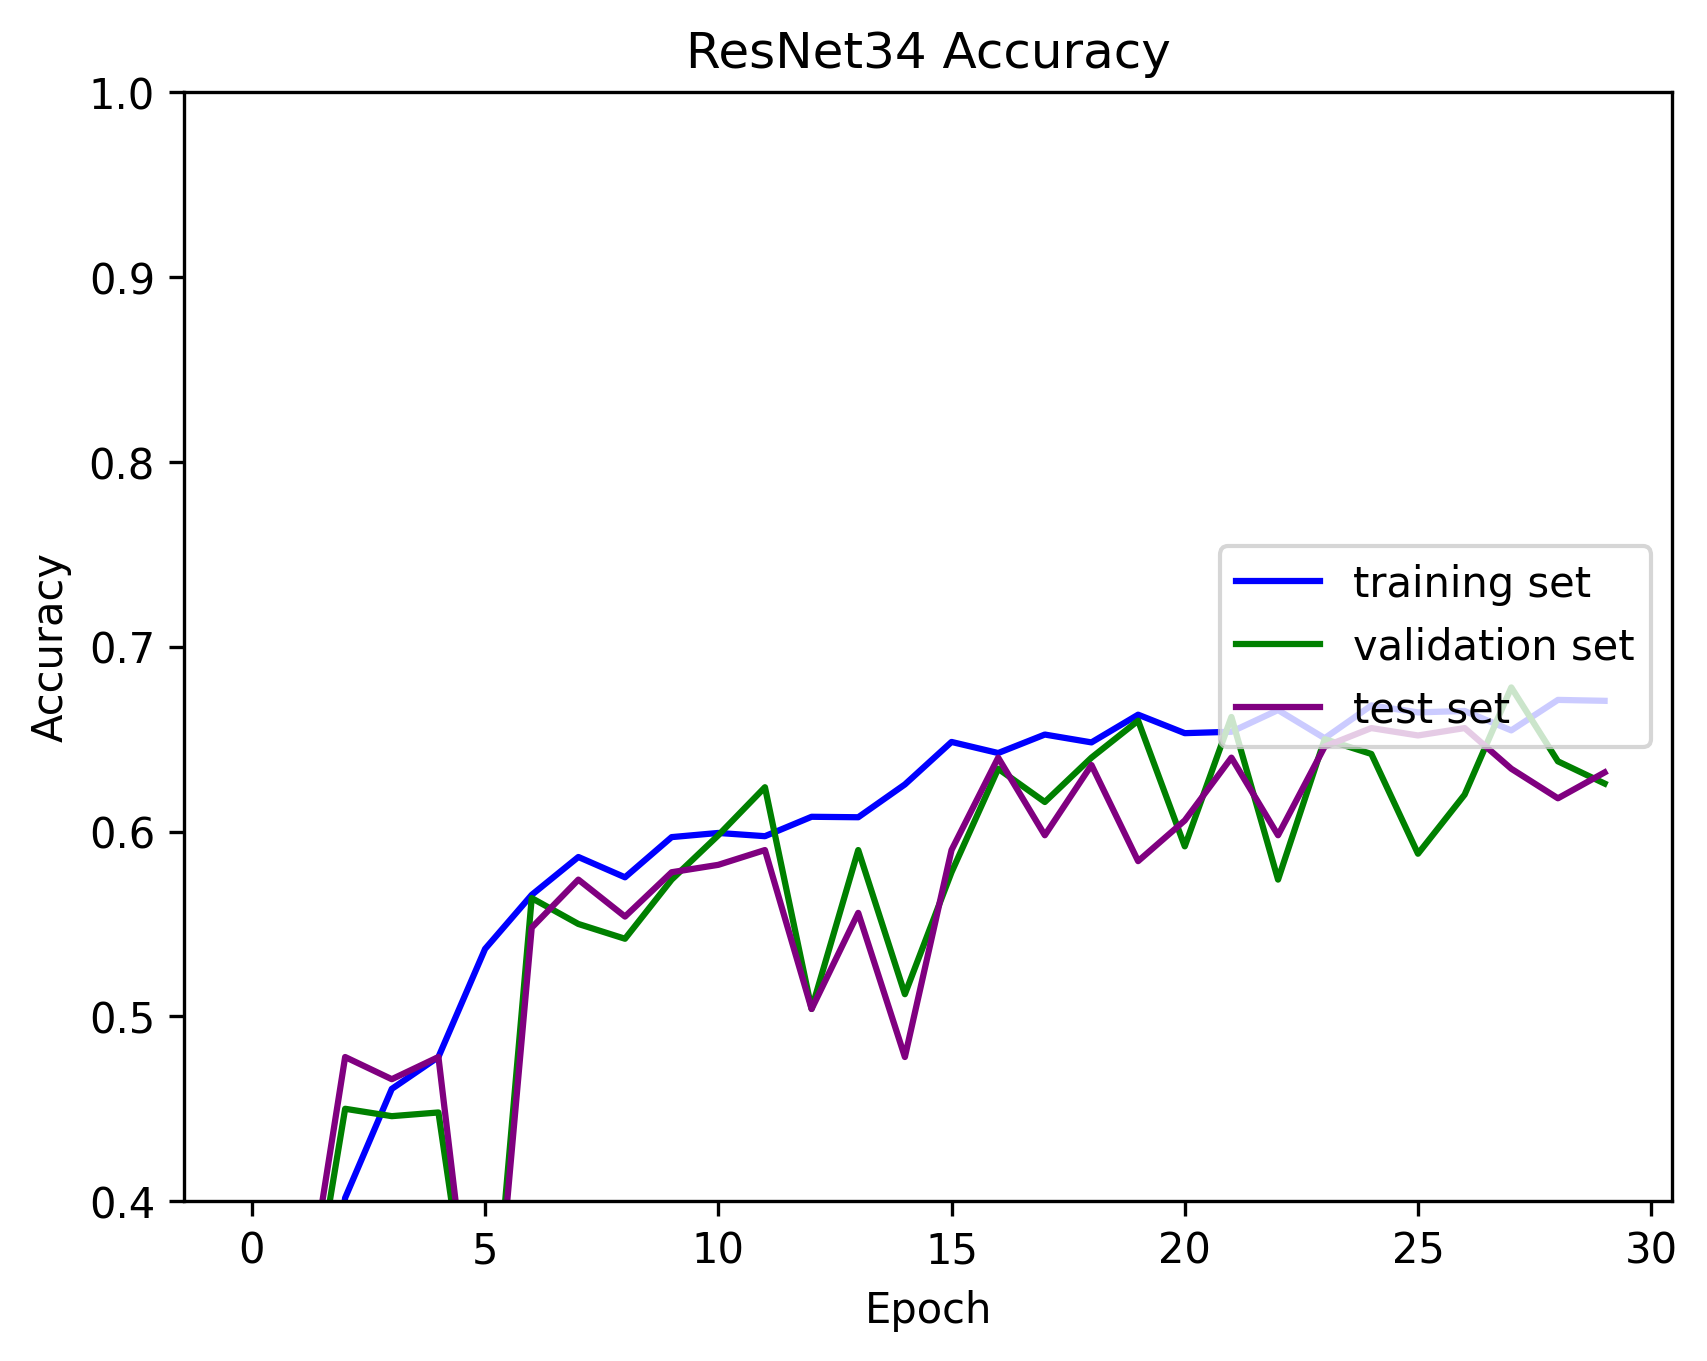 ResNet34 Accuracy
1.0
0.9
0.8
0.7
0.6
0.5
0.4
Accuracy
training set
validation set
test set
0 5 10 15 20 25 30
Epoch